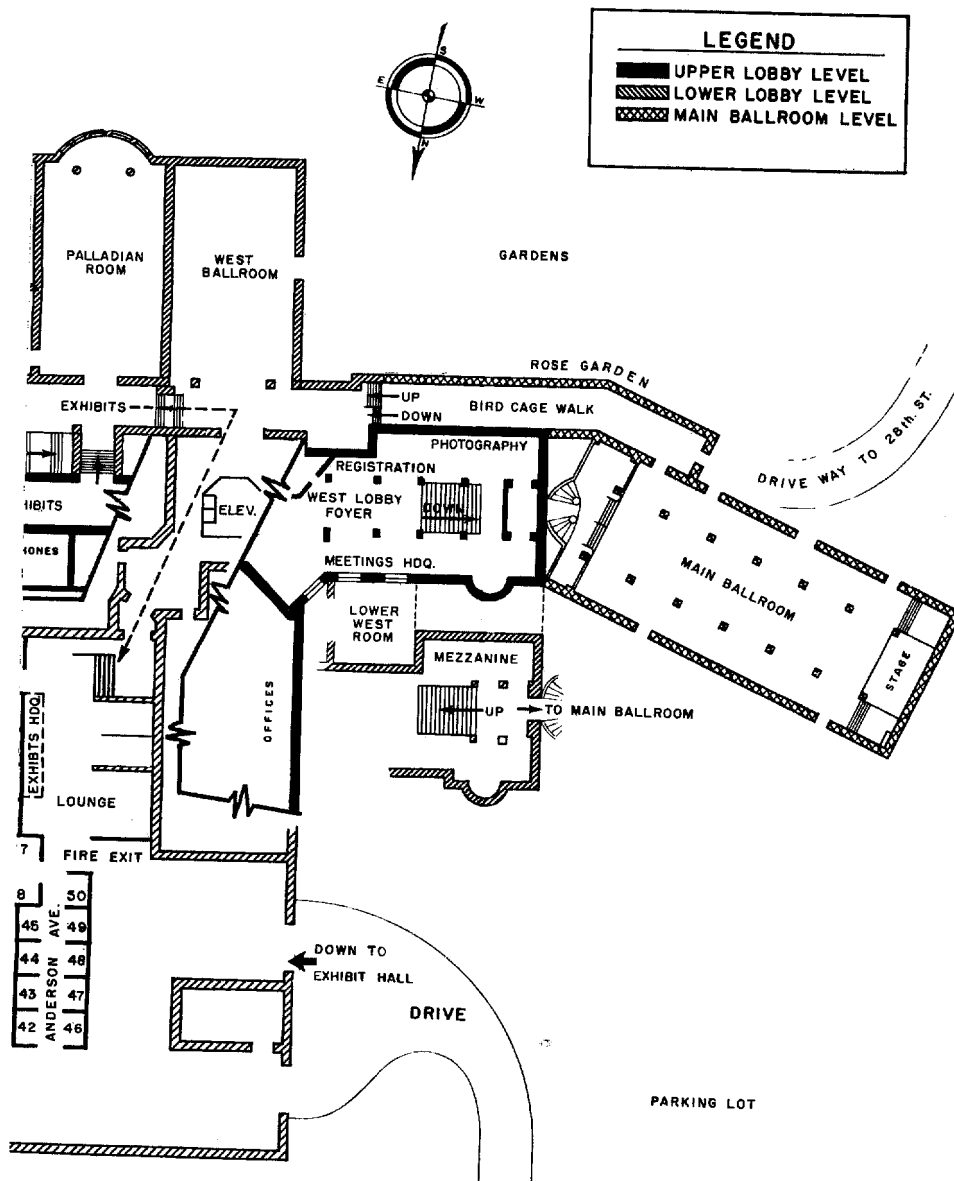 LEGEND
UPPER LOBBY LEVEL
LOWER LOBBY LEVEL
MAIN BALLROOM LEVEL
S
E
W
N
PALLADIAN
ROOM
WEST
BALLROOM
GARDENS
ROSE GARDEN
DRIVE WAY TO 28th. ST.
EXHIBITS
UP
DOWN
BIRD CAGE WALK
PHOTOGRAPHY
REGISTRATION
WEST LOBBY
FOYER
DOWN
ELEV.
HIBITS
HONES
MEETINGS HDQ.
MAIN BALLROOM
STAGE
LOWER
WEST
ROOM
MEZZANINE
UP
TO MAIN BALLROOM
OFFICES
EXHIBTS HDQ.
LOUNGE
7
FIRE EXIT
8
50
45
49
44
48
43
47
42
46
ANDERSON AVE.
DOWN TO
EXHIBIT HALL
DRIVE
PARKING LOT